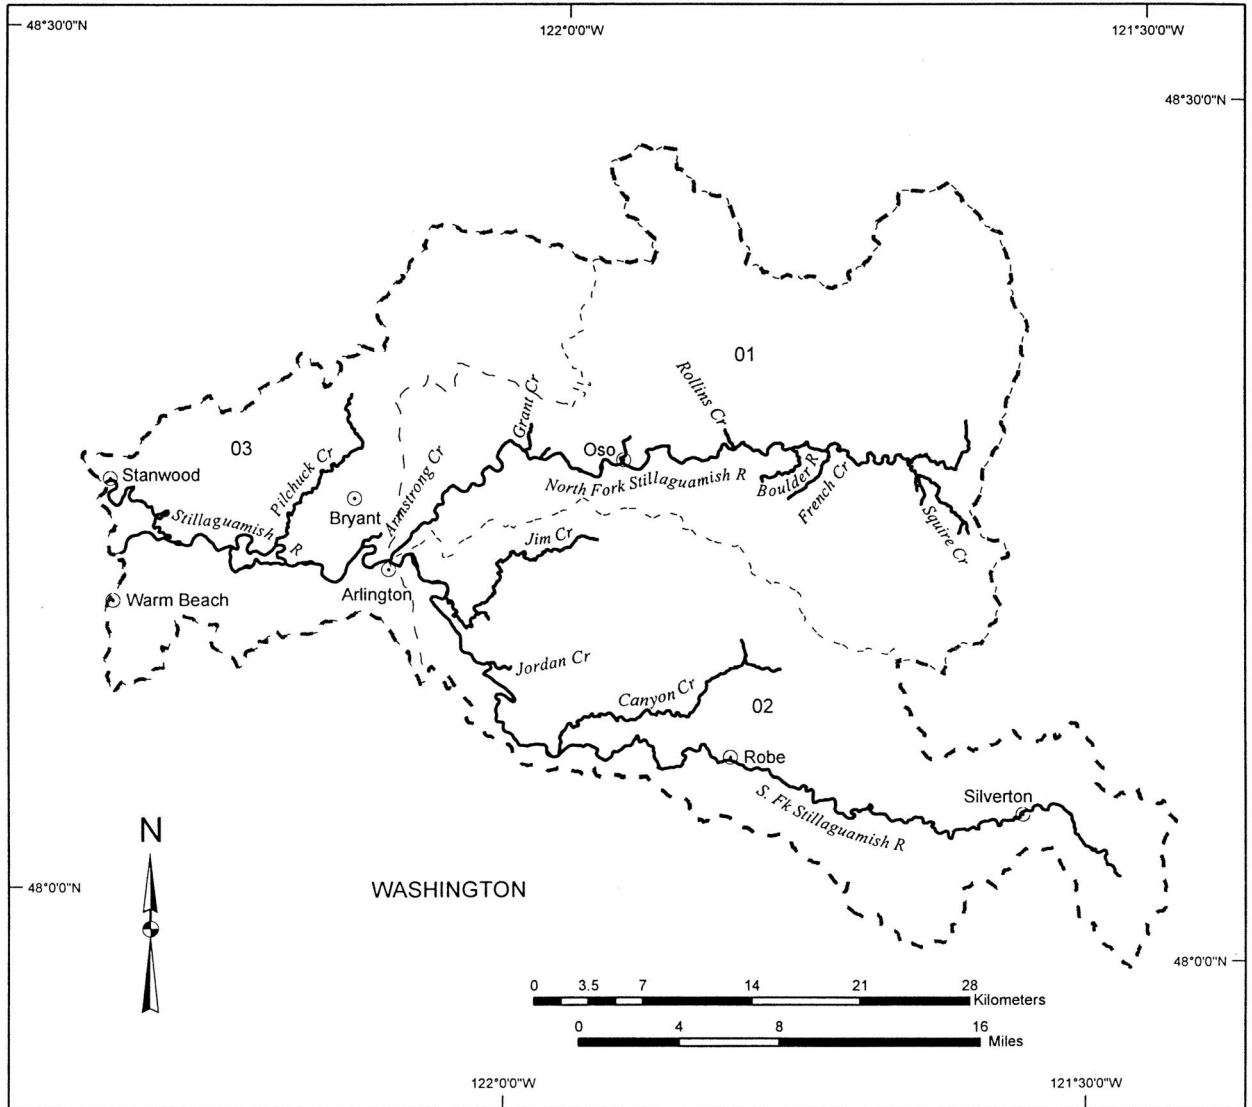 48°30'0"N
122°0'0"W
121°30'0"W
48°30'0"N
01
Rollins Cr
Grant Cr
03
Oso
Stanwood
Pilchuck Cr
Armstrong Cr
North Fork Stillaguamish R
Boulder R
French Cr
Bryant
Stillaguamish R
Squire Cr
Jim Cr
Arlington
Warm Beach
Jordan Cr
Canyon Cr
02
Robe
Silverton
S. Fk Stillaguamish R
N
48°0'0"N
WASHINGTON
48°0'0"N
0 3.5 7 14 21 28
Kilometers
0 4 8 16
Miles
122°0'0"W
121°30'0"W